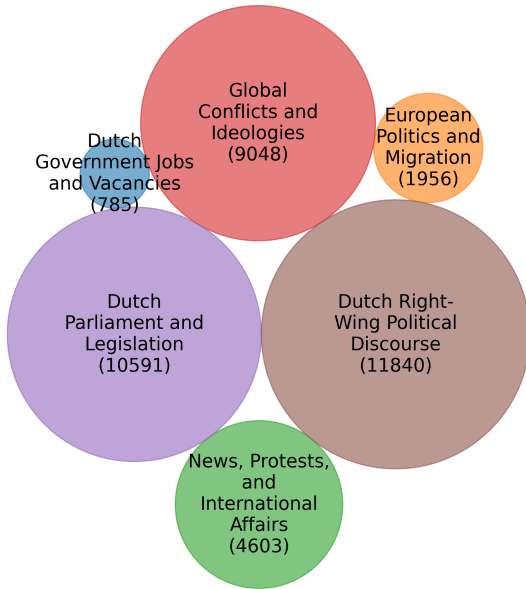 Global
Conflicts and
Ideologies
(9048)
European
Politics and
Migration
(1956)
Dutch
Government Jobs
and Vacancies
(785)
Dutch
Parliament and
Legislation
(10591)
Dutch Right-
Wing Political
Discourse
(11840)
News, Protests,
and
International
Affairs
(4603)